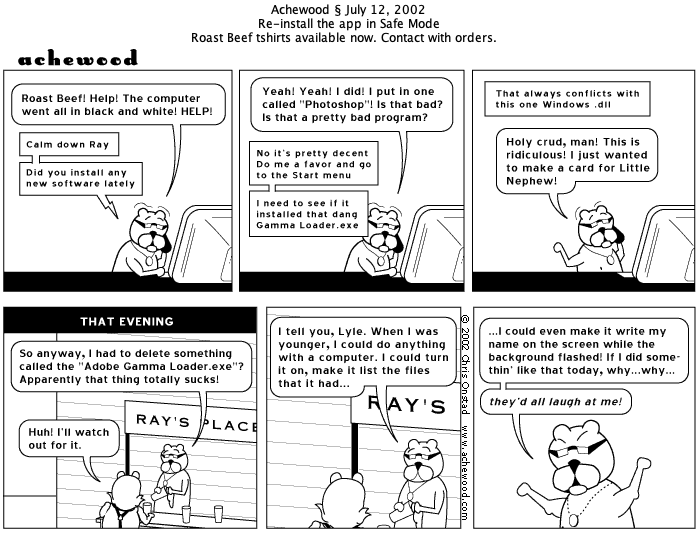 Achewood § July 12, 2002
Re-install the app in Safe Mode
Roast Beef tshirts available now. Contact with orders.
achewood
Roast Beef! Help! The computer
went all in black and white! HELP!
Calm down Ray
Did you install any
new software lately
Yeah! Yeah! I did! I put in one
called "Photoshop"! Is that bad?
Is that a pretty bad program?
No it's pretty decent
Do me a favor and go
to the Start menu
I need to see if it
installed that dang
Gamma Loader.exe
That always conflicts with
this one Windows .dll
Holy crud, man! This is
ridiculous! I just wanted
to make a card for Little
Nephew!
THAT EVENING
So anyway, I had to delete something
called the "Adobe Gamma Loader.exe"?
Apparently that thing totally sucks!
RAY'S PLACE
Huh! I'll watch
out for it.
I tell you, Lyle. When I was
younger, I could do anything
with a computer. I could turn
it on, make it list the files
that it had...
RAY'S
© 2002 Chris Onstad www.achewood.com
...I could even make it write my
name on the screen while the
background flashed! If I did some-
thin' like that today, why...why...
they'd all laugh at me!